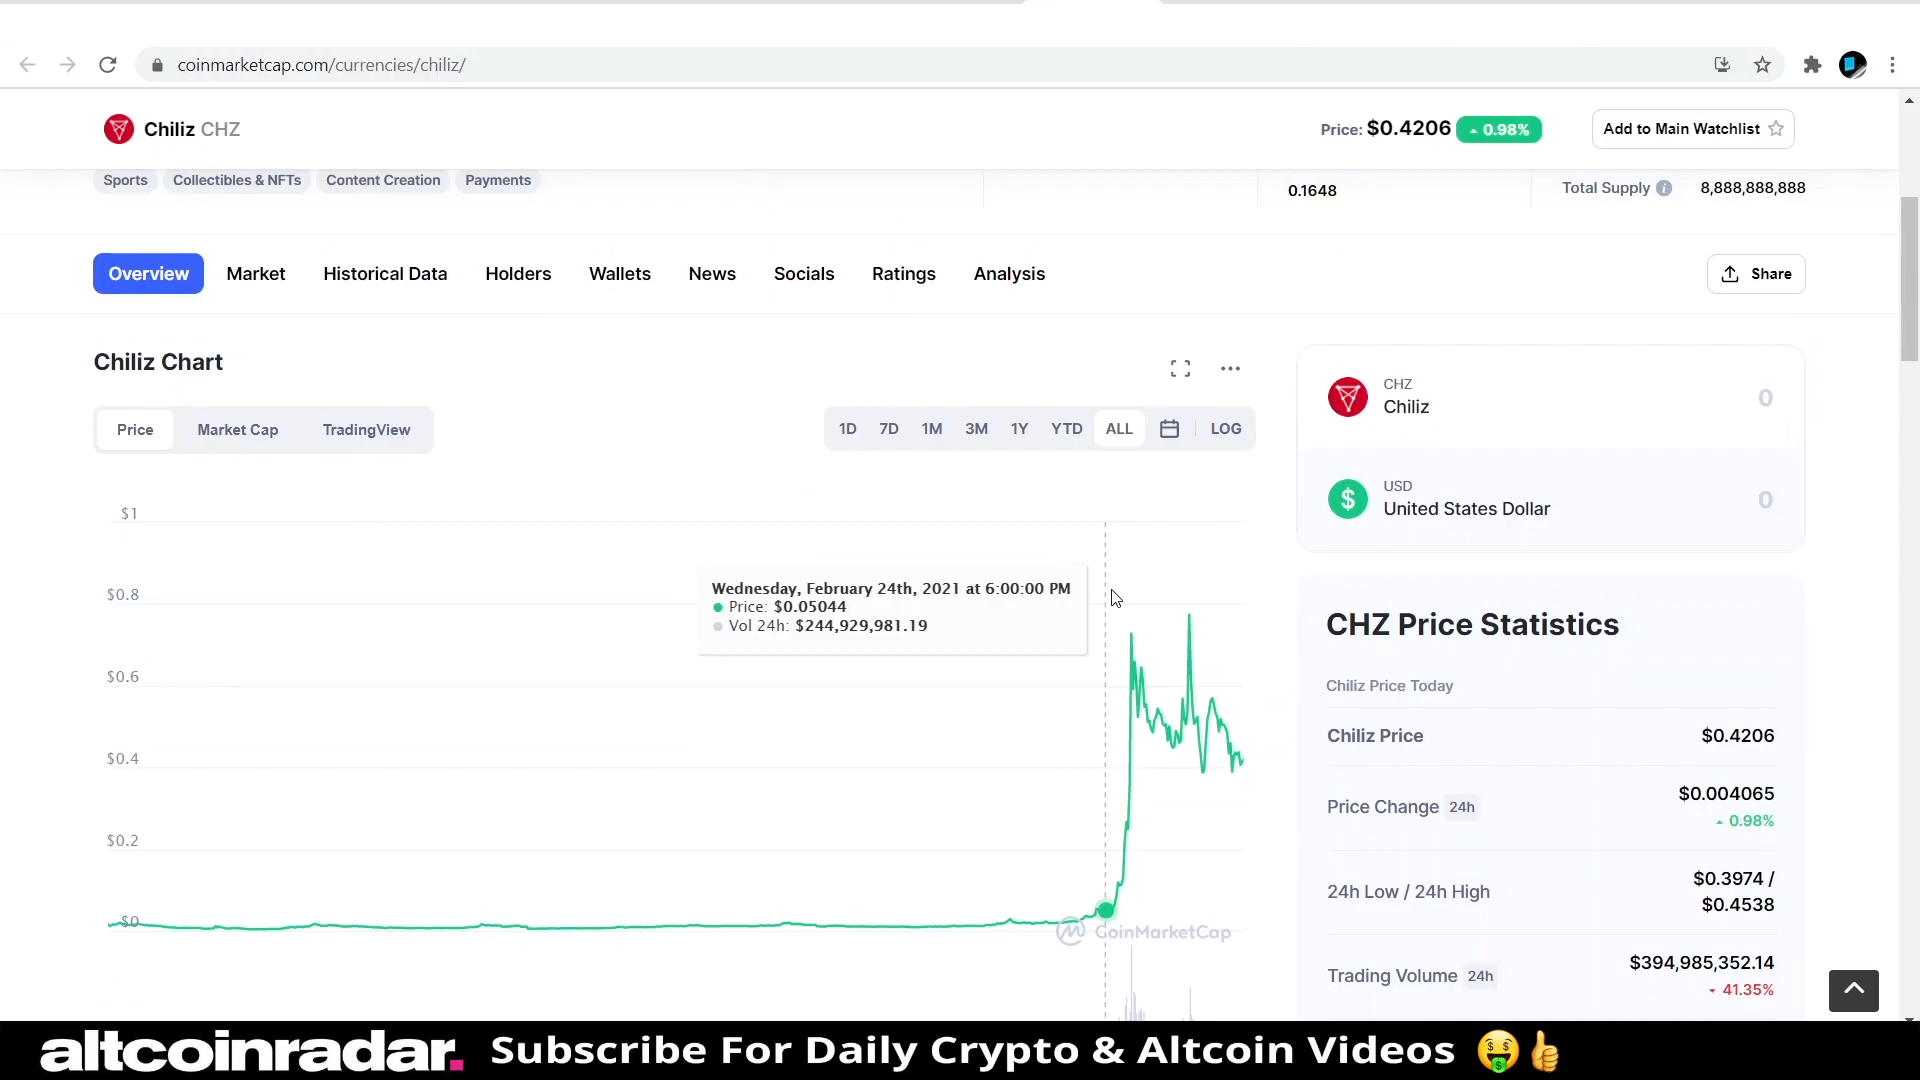 coinmarketcap.com/currencies/chiliz/
Chiliz CHZ
Price: $0.4206 0.98%
Add to Main Watchlist
Sports Collectibles & NFTs Content Creation Payments
0.1648
Total Supply 8,888,888,888
Overview Market Historical Data Holders Wallets News Socials Ratings Analysis
Share
Chiliz Chart
Price Market Cap TradingView
1D 7D 1M 3M 1Y YTD ALL LOG
$1
$0.8
$0.6
$0.4
$0.2
$0
Wednesday, February 24th, 2021 at 6:00:00 PM
Price: $0.05044
Vol 24h: $244,929,981.19
CoinMarketCap
CHZ
Chiliz
0
USD
United States Dollar
0
CHZ Price Statistics
Chiliz Price Today
Chiliz Price $0.4206
Price Change 24h $0.004065
0.98%
24h Low / 24h High $0.3974 /
$0.4538
Trading Volume 24h $394,985,352.14
41.35%
altcoinradar. Subscribe For Daily Crypto & Altcoin Videos